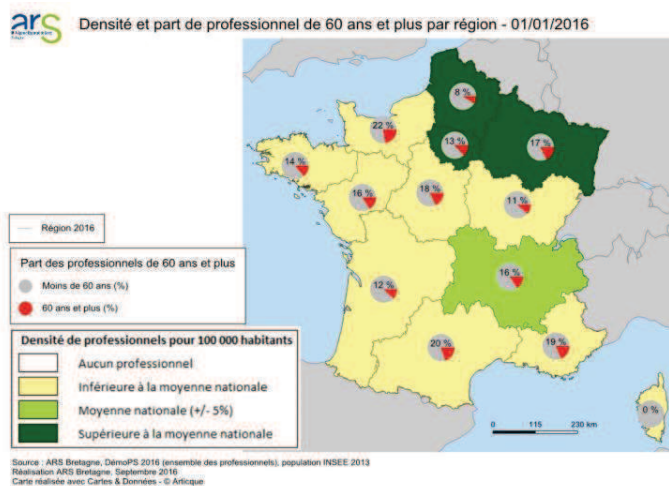 ars
Densité et part de professionnel de 60 ans et plus par région - 01/01/2016
8 %
22 %
13 %
17 %
14 %
16 %
18 %
11 %
12 %
16 %
20 %
19 %
0 %
Région 2016
Part des professionnels de 60 ans et plus
Moins de 60 ans (%)
60 ans et plus (%)
Densité de professionnels pour 100 000 habitants
Aucun professionnel
Inférieure à la moyenne nationale
Moyenne nationale (+/- 5%)
Supérieure à la moyenne nationale
0 115 230 km
Source : ARS Bretagne, DémoPS 2016 (ensemble des professionnels), population INSEE 2013
Réalisation ARS Bretagne, Septembre 2016
Carte réalisée avec Cartes & Données - © Articque